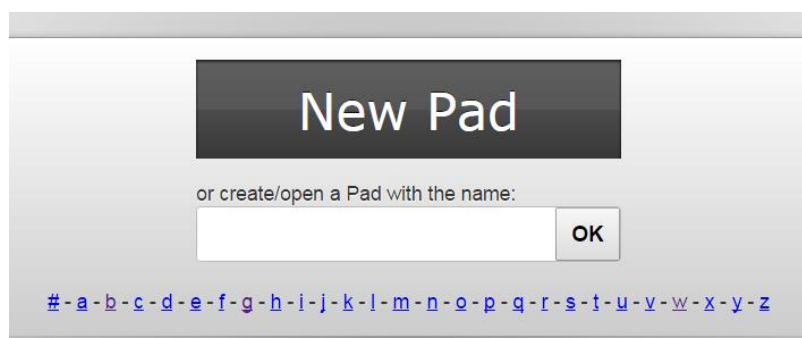 New Pad
or create/open a Pad with the name:
OK
# - a - b - c - d - e - f - g - h - i - j - k - l - m - n - o - p - q - r - s - t - u - v - w - x - y - z